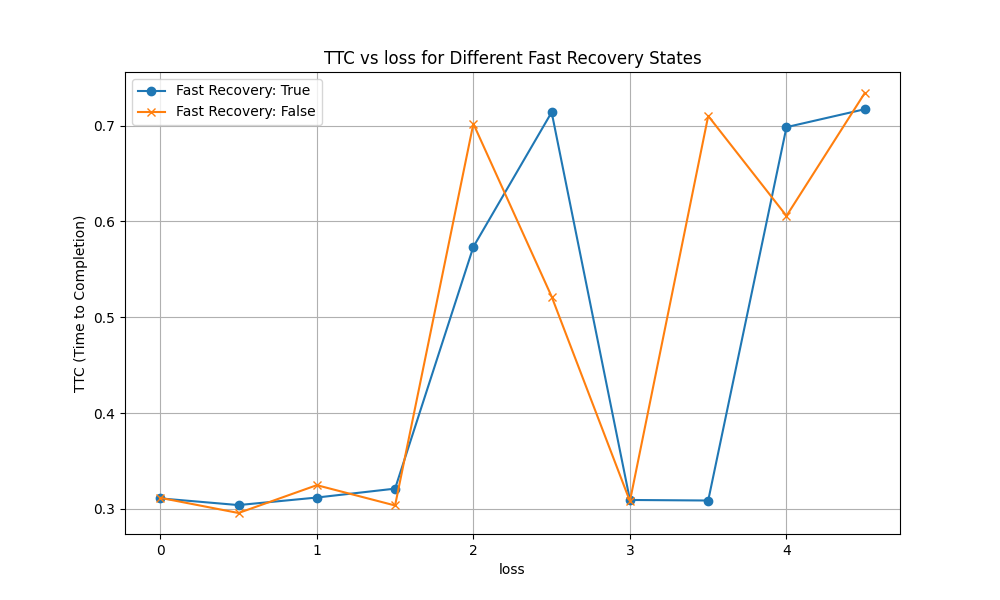 TTC vs loss for Different Fast Recovery States
Fast Recovery: True
Fast Recovery: False
TTC (Time to Completion)
0.7
0.6
0.5
0.4
0.3
0 1 2 3 4
loss